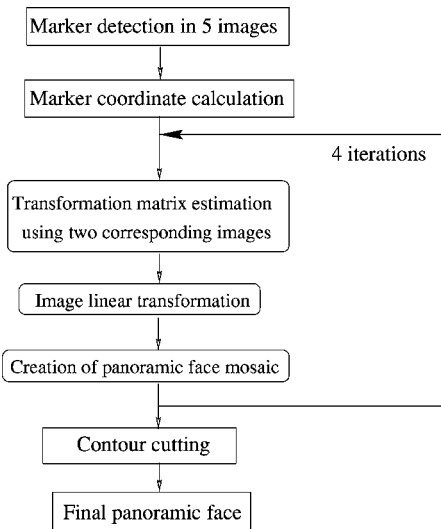 Marker detection in 5 images
Marker coordinate calculation
4 iterations
Transformation matrix estimation
using two corresponding images
Image linear transformation
Creation of panoramic face mosaic
Contour cutting
Final panoramic face